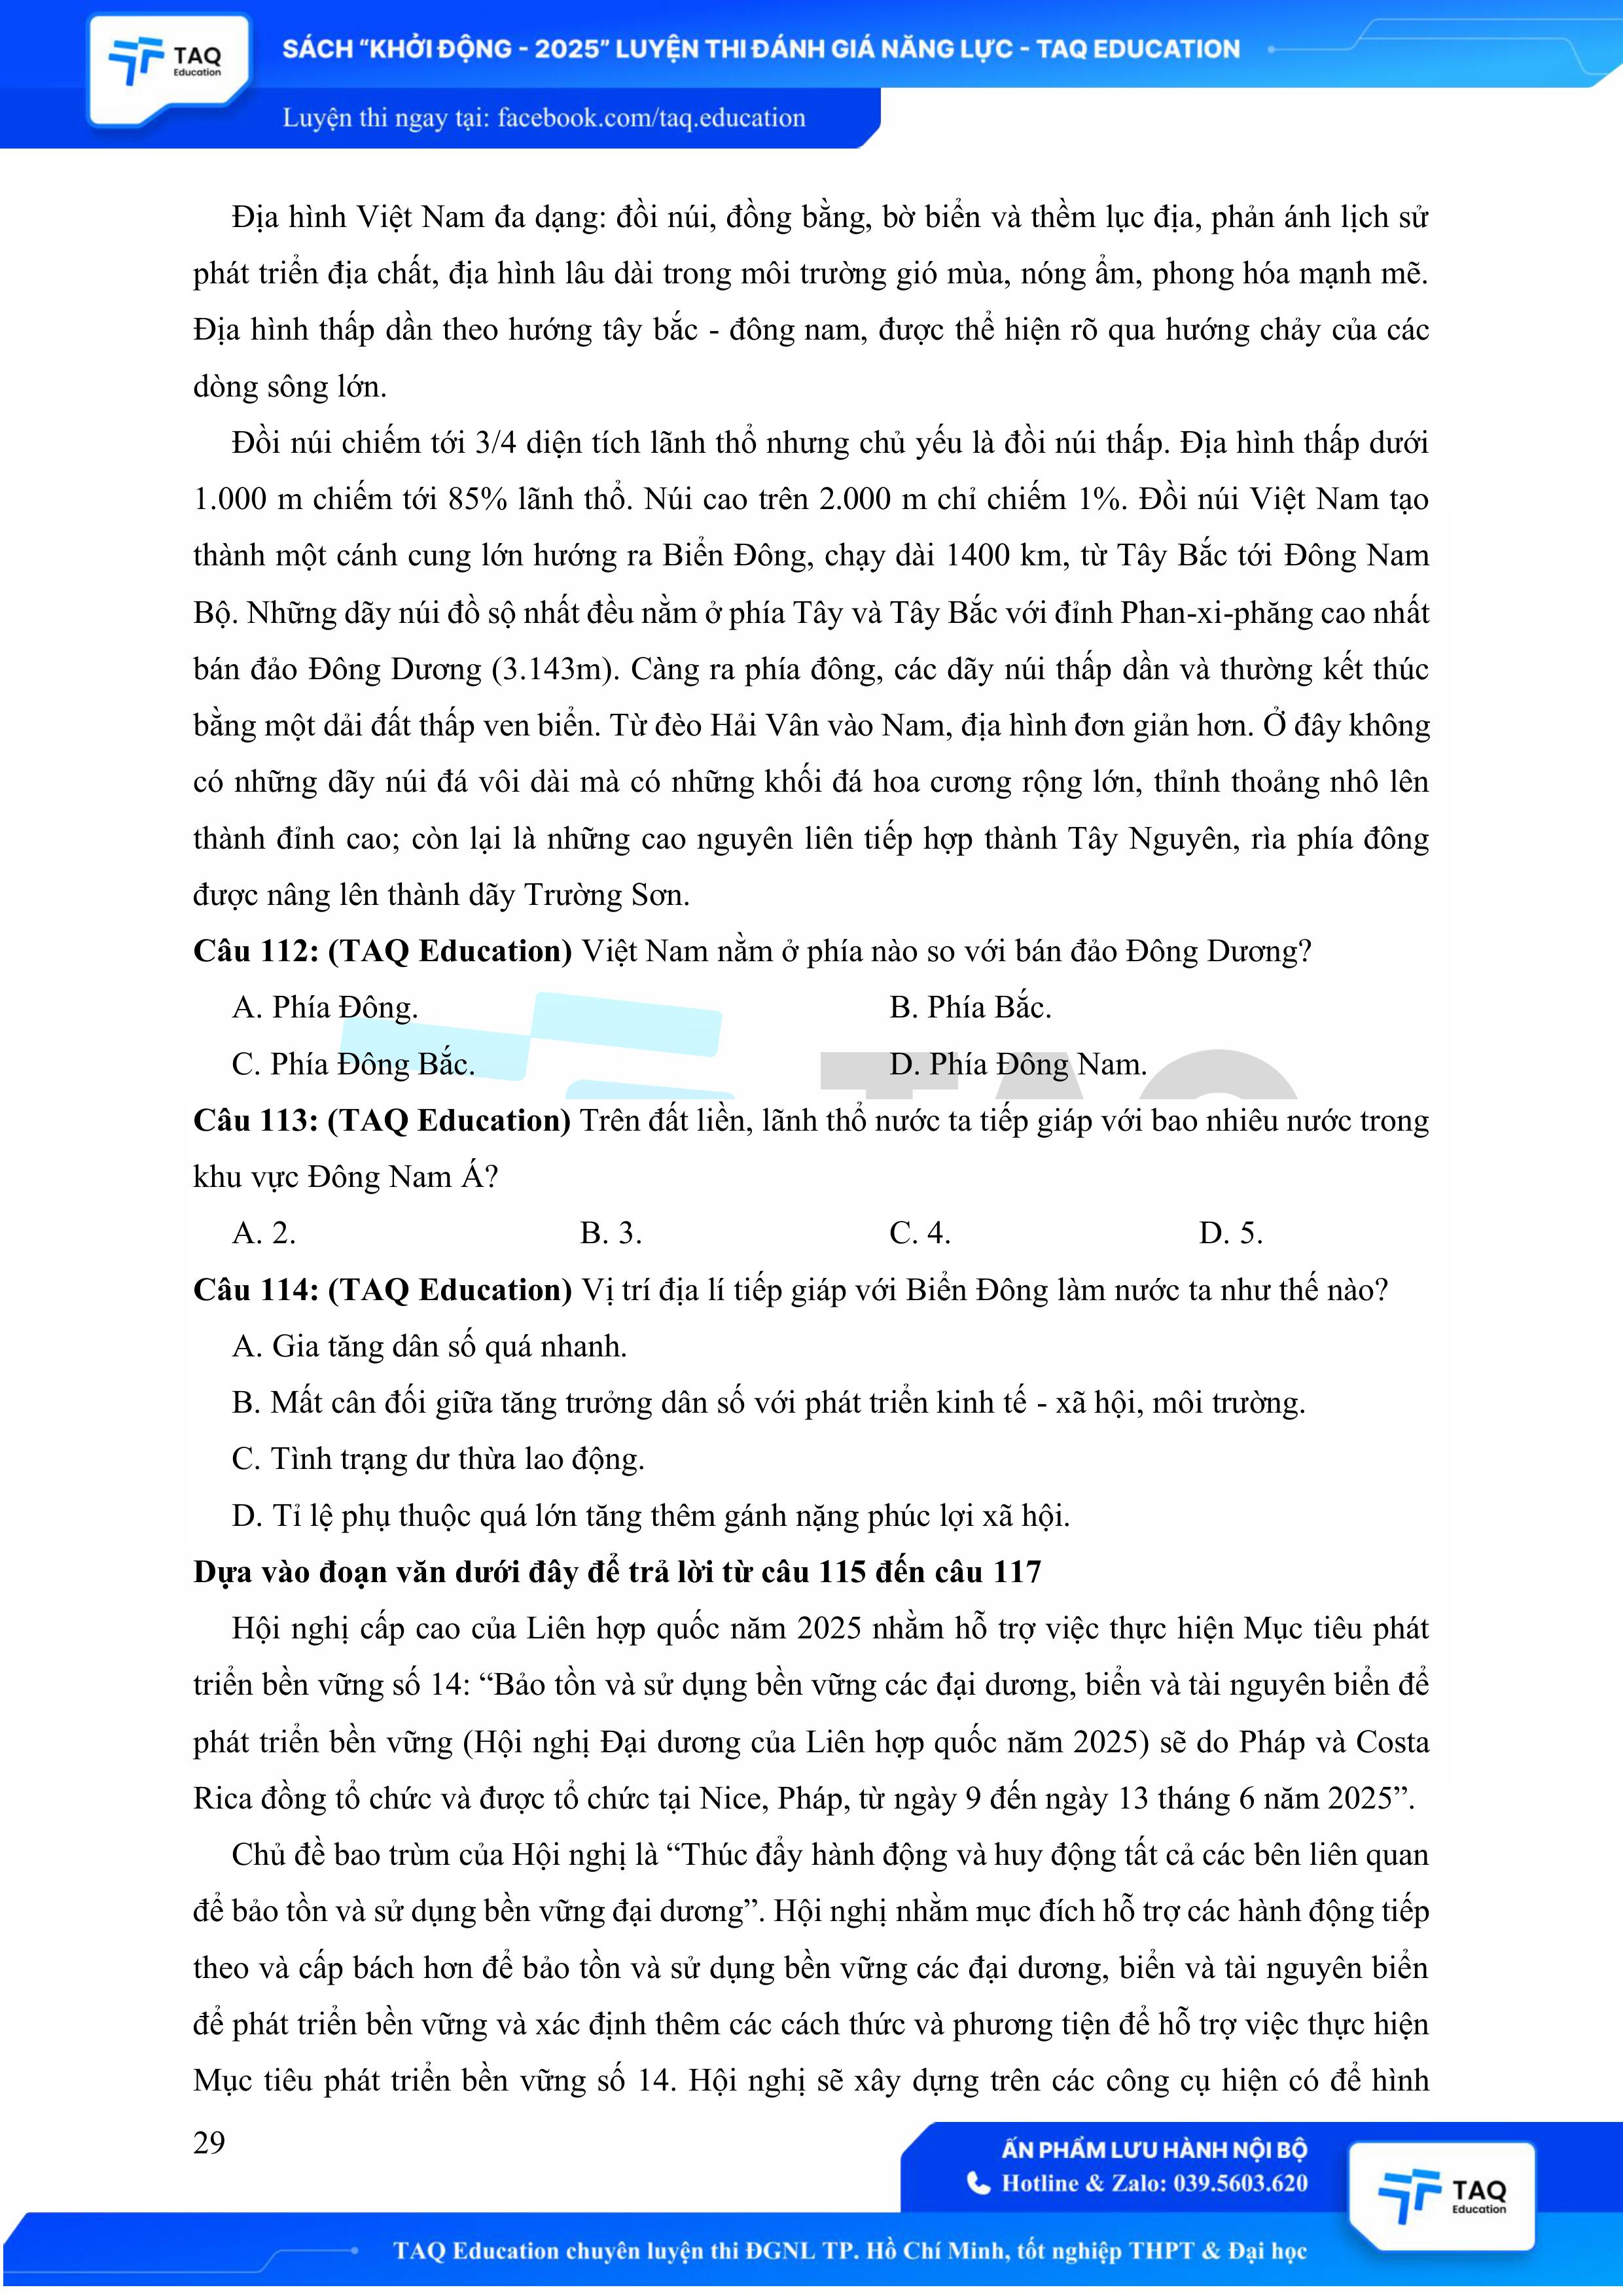 TAQ
Education
SÁCH “KHỞI ĐỘNG - 2025” LUYỆN THI ĐÁNH GIÁ NĂNG LỰC - TAQ EDUCATION
Luyện thi ngay tại: facebook.com/taq.education
Địa hình Việt Nam đa dạng: đồi núi, đồng bằng, bờ biển và thềm lục địa, phản ánh lịch sử
phát triển địa chất, địa hình lâu dài trong môi trường gió mùa, nóng ẩm, phong hóa mạnh mẽ.
Địa hình thấp dần theo hướng tây bắc - đông nam, được thể hiện rõ qua hướng chảy của các
dòng sông lớn.
Đồi núi chiếm tới 3/4 diện tích lãnh thổ nhưng chủ yếu là đồi núi thấp. Địa hình thấp dưới
1.000 m chiếm tới 85% lãnh thổ. Núi cao trên 2.000 m chỉ chiếm 1%. Đồi núi Việt Nam tạo
thành một cánh cung lớn hướng ra Biển Đông, chạy dài 1400 km, từ Tây Bắc tới Đông Nam
Bộ. Những dãy núi đồ sộ nhất đều nằm ở phía Tây và Tây Bắc với đỉnh Phan-xi-phăng cao nhất
bán đảo Đông Dương (3.143m). Càng ra phía đông, các dãy núi thấp dần và thường kết thúc
bằng một dải đất thấp ven biển. Từ đèo Hải Vân vào Nam, địa hình đơn giản hơn. Ở đây không
có những dãy núi đá vôi dài mà có những khối đá hoa cương rộng lớn, thỉnh thoảng nhô lên
thành đỉnh cao; còn lại là những cao nguyên liên tiếp hợp thành Tây Nguyên, rìa phía đông
được nâng lên thành dãy Trường Sơn.
Câu 112: (TAQ Education) Việt Nam nằm ở phía nào so với bán đảo Đông Dương?
A. Phía Đông. B. Phía Bắc.
C. Phía Đông Bắc. D. Phía Đông Nam.
Câu 113: (TAQ Education) Trên đất liền, lãnh thổ nước ta tiếp giáp với bao nhiêu nước trong
khu vực Đông Nam Á?
A. 2. B. 3. C. 4. D. 5.
Câu 114: (TAQ Education) Vị trí địa lí tiếp giáp với Biển Đông làm nước ta như thế nào?
A. Gia tăng dân số quá nhanh.
B. Mất cân đối giữa tăng trưởng dân số với phát triển kinh tế - xã hội, môi trường.
C. Tình trạng dư thừa lao động.
D. Tỉ lệ phụ thuộc quá lớn tăng thêm gánh nặng phúc lợi xã hội.
Dựa vào đoạn văn dưới đây để trả lời từ câu 115 đến câu 117
Hội nghị cấp cao của Liên hợp quốc năm 2025 nhằm hỗ trợ việc thực hiện Mục tiêu phát
triển bền vững số 14: “Bảo tồn và sử dụng bền vững các đại dương, biển và tài nguyên biển để
phát triển bền vững (Hội nghị Đại dương của Liên hợp quốc năm 2025) sẽ do Pháp và Costa
Rica đồng tổ chức và được tổ chức tại Nice, Pháp, từ ngày 9 đến ngày 13 tháng 6 năm 2025”.
Chủ đề bao trùm của Hội nghị là “Thúc đẩy hành động và huy động tất cả các bên liên quan
để bảo tồn và sử dụng bền vững đại dương”. Hội nghị nhằm mục đích hỗ trợ các hành động tiếp
theo và cấp bách hơn để bảo tồn và sử dụng bền vững các đại dương, biển và tài nguyên biển
để phát triển bền vững và xác định thêm các cách thức và phương tiện để hỗ trợ việc thực hiện
Mục tiêu phát triển bền vững số 14. Hội nghị sẽ xây dựng trên các công cụ hiện có để hình
29
ẤN PHẨM LƯU HÀNH NỘI BỘ
Hotline & Zalo: 039.5603.620
TAQ
Education
TAQ Education chuyên luyện thi ĐGNL TP. Hồ Chí Minh, tốt nghiệp THPT & Đại học